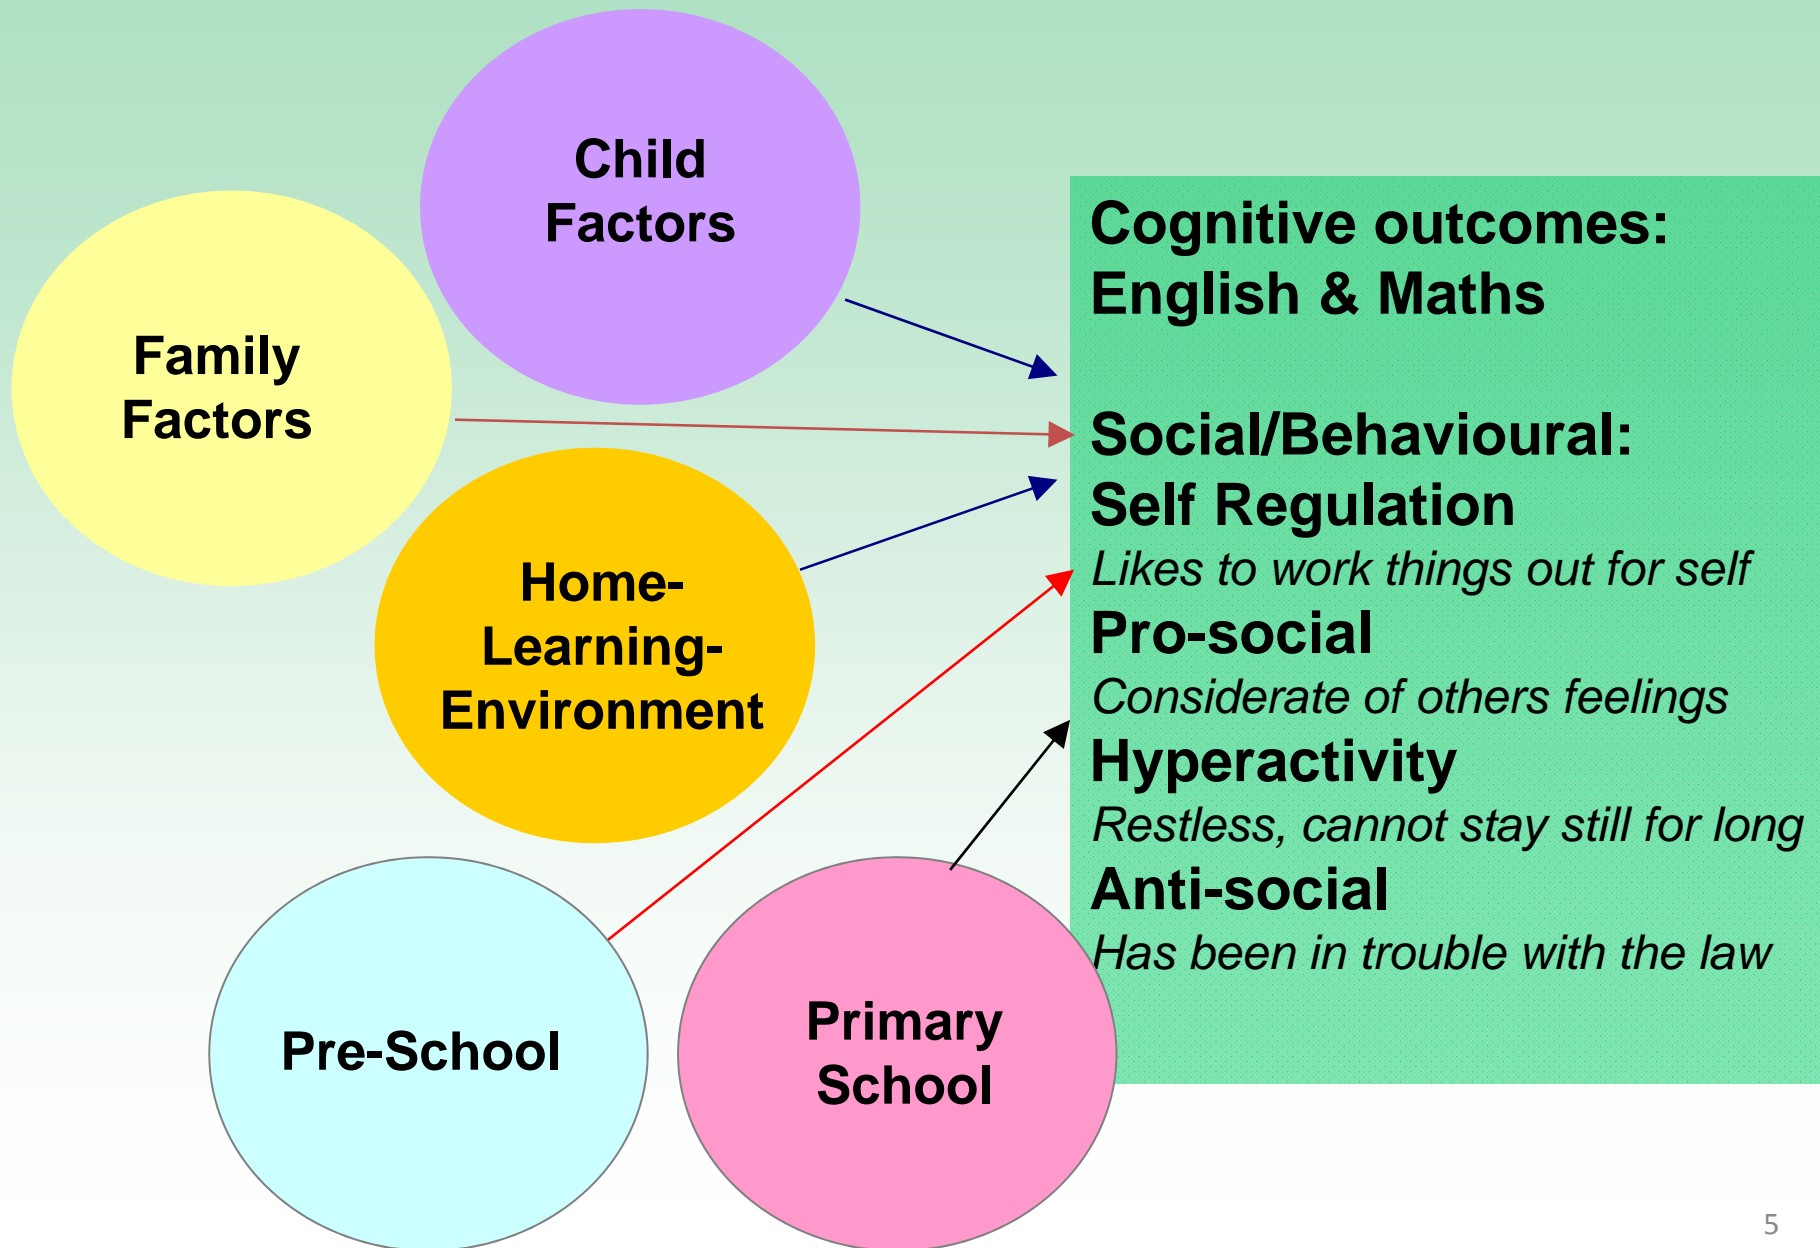 Child
Factors
Family
Factors
Home-
Learning-
Environment
Pre-School
Primary
School
Cognitive outcomes:
English & Maths
Social/Behavioural:
Self Regulation
Likes to work things out for self
Pro-social
Considerate of others feelings
Hyperactivity
Restless, cannot stay still for long
Anti-social
Has been in trouble with the law
5